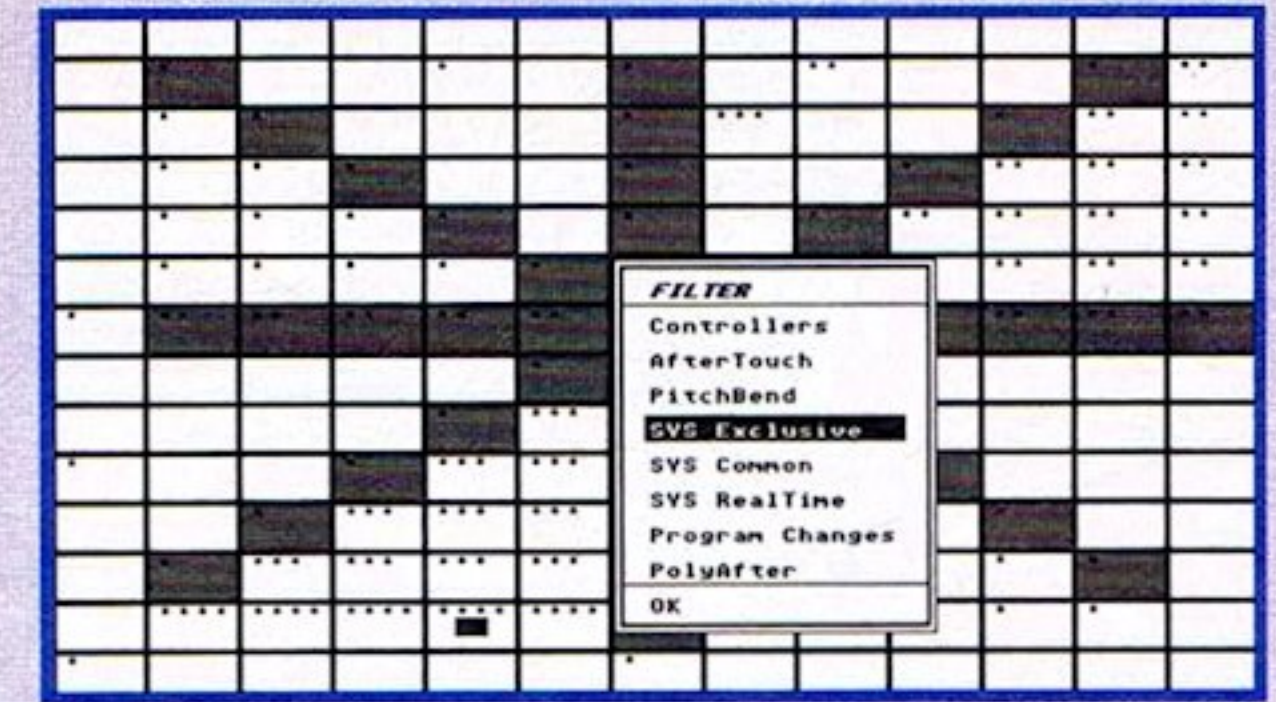 FILTER
Controllers
AfterTouch
PitchBend
SYS Exclusive
SYS Common
SYS RealTime
Program Changes
PolyAfter
OK